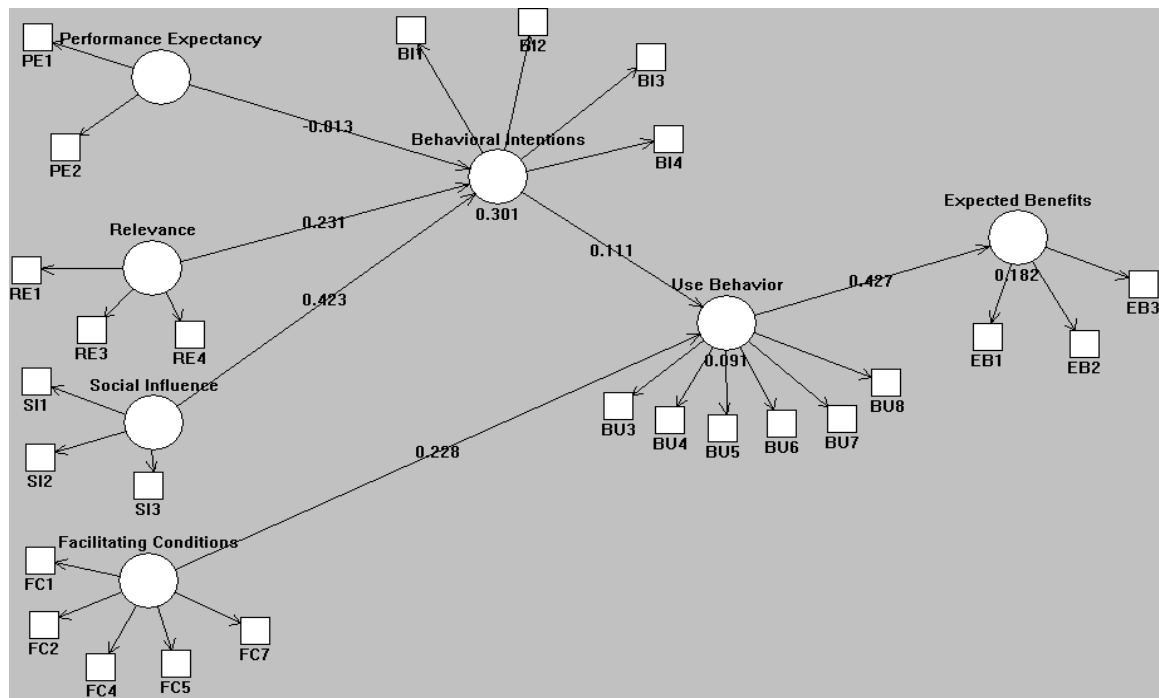 Performance Expectancy
PE1
PE2
BI1
BI2
BI3
BI4
-0.013
Behavioral Intentions
0.301
Relevance
0.231
RE1
RE3
RE4
0.423
0.111
Expected Benefits
0.182
EB1
EB2
EB3
Use Behavior
0.427
0.091
BU3
BU4
BU5
BU6
BU7
BU8
Social Influence
SI1
SI2
SI3
0.228
Facilitating Conditions
FC1
FC2
FC4
FC5
FC7